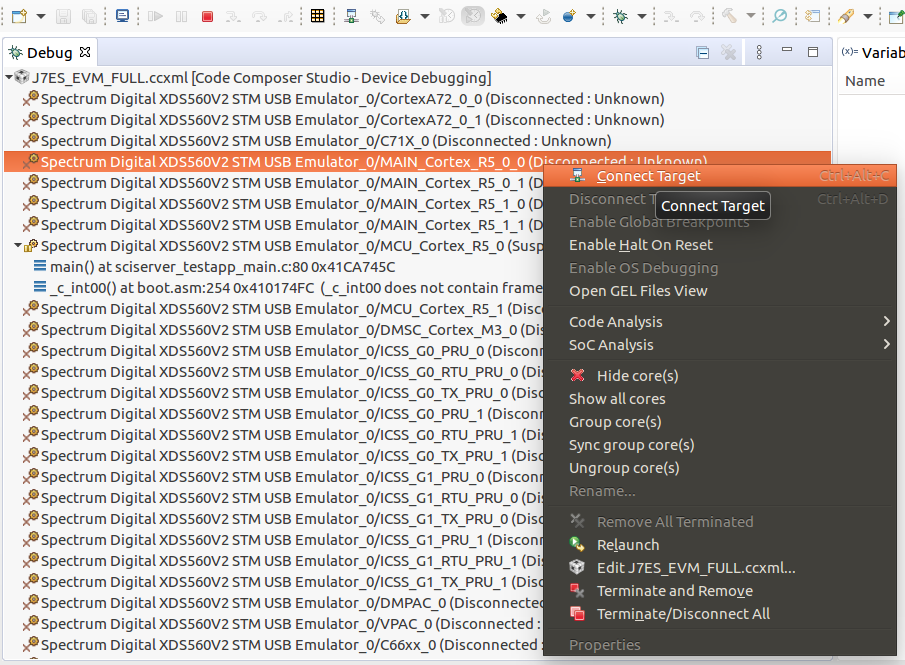 Debug
(x)= Variab
J7ES_EVM_FULL.ccxml [Code Composer Studio - Device Debugging]
Name
Spectrum Digital XDS560V2 STM USB Emulator_0/CortexA72_0_0 (Disconnected : Unknown)
Spectrum Digital XDS560V2 STM USB Emulator_0/CortexA72_0_1 (Disconnected : Unknown)
Spectrum Digital XDS560V2 STM USB Emulator_0/C71X_0 (Disconnected : Unknown)
Spectrum Digital XDS560V2 STM USB Emulator_0/MAIN_Cortex_R5_0_0 (Disconnected : Unknown)
Spectrum Digital XDS560V2 STM USB Emulator_0/MAIN_Cortex_R5_0_1 (D
Spectrum Digital XDS560V2 STM USB Emulator_0/MAIN_Cortex_R5_1_0 (D
Spectrum Digital XDS560V2 STM USB Emulator_0/MAIN_Cortex_R5_1_1 (D
Spectrum Digital XDS560V2 STM USB Emulator_0/MCU_Cortex_R5_0 (Susp
main() at sciserver_testapp_main.c:80 0x41CA745C
_c_int00() at boot.asm:254 0x410174FC (_c_int00 does not contain frame
Spectrum Digital XDS560V2 STM USB Emulator_0/MCU_Cortex_R5_1 (Dis
Spectrum Digital XDS560V2 STM USB Emulator_0/DMSC_Cortex_M3_0 (Di
Spectrum Digital XDS560V2 STM USB Emulator_0/ICSS_G0_PRU_0 (Discon
Spectrum Digital XDS560V2 STM USB Emulator_0/ICSS_G0_RTU_PRU_0 (Di
Spectrum Digital XDS560V2 STM USB Emulator_0/ICSS_G0_TX_PRU_0 (Disc
Spectrum Digital XDS560V2 STM USB Emulator_0/ICSS_G0_PRU_1 (Discon
Spectrum Digital XDS560V2 STM USB Emulator_0/ICSS_G0_RTU_PRU_1 (Di
Spectrum Digital XDS560V2 STM USB Emulator_0/ICSS_G0_TX_PRU_1 (Disc
Spectrum Digital XDS560V2 STM USB Emulator_0/ICSS_G1_PRU_0 (Discon
Spectrum Digital XDS560V2 STM USB Emulator_0/ICSS_G1_RTU_PRU_0 (Di
Spectrum Digital XDS560V2 STM USB Emulator_0/ICSS_G1_TX_PRU_0 (Disc
Spectrum Digital XDS560V2 STM USB Emulator_0/ICSS_G1_PRU_1 (Discon
Spectrum Digital XDS560V2 STM USB Emulator_0/ICSS_G1_RTU_PRU_1 (Di
Spectrum Digital XDS560V2 STM USB Emulator_0/ICSS_G1_TX_PRU_1 (Disc
Spectrum Digital XDS560V2 STM USB Emulator_0/DMPAC_0 (Disconnected
Spectrum Digital XDS560V2 STM USB Emulator_0/VPAC_0 (Disconnected :
Spectrum Digital XDS560V2 STM USB Emulator_0/C66xx_0 (Disconnected
Connect Target Ctrl+Alt+C
Disconnect T Ctrl+Alt+D
Connect Target
Enable Global Breakpoints
Enable Halt On Reset
Enable OS Debugging
Open GEL Files View
Code Analysis
SoC Analysis
Hide core(s)
Show all cores
Group core(s)
Sync group core(s)
Ungroup core(s)
Rename...
Remove All Terminated
Relaunch
Edit J7ES_EVM_FULL.ccxml...
Terminate and Remove
Terminate/Disconnect All
Properties